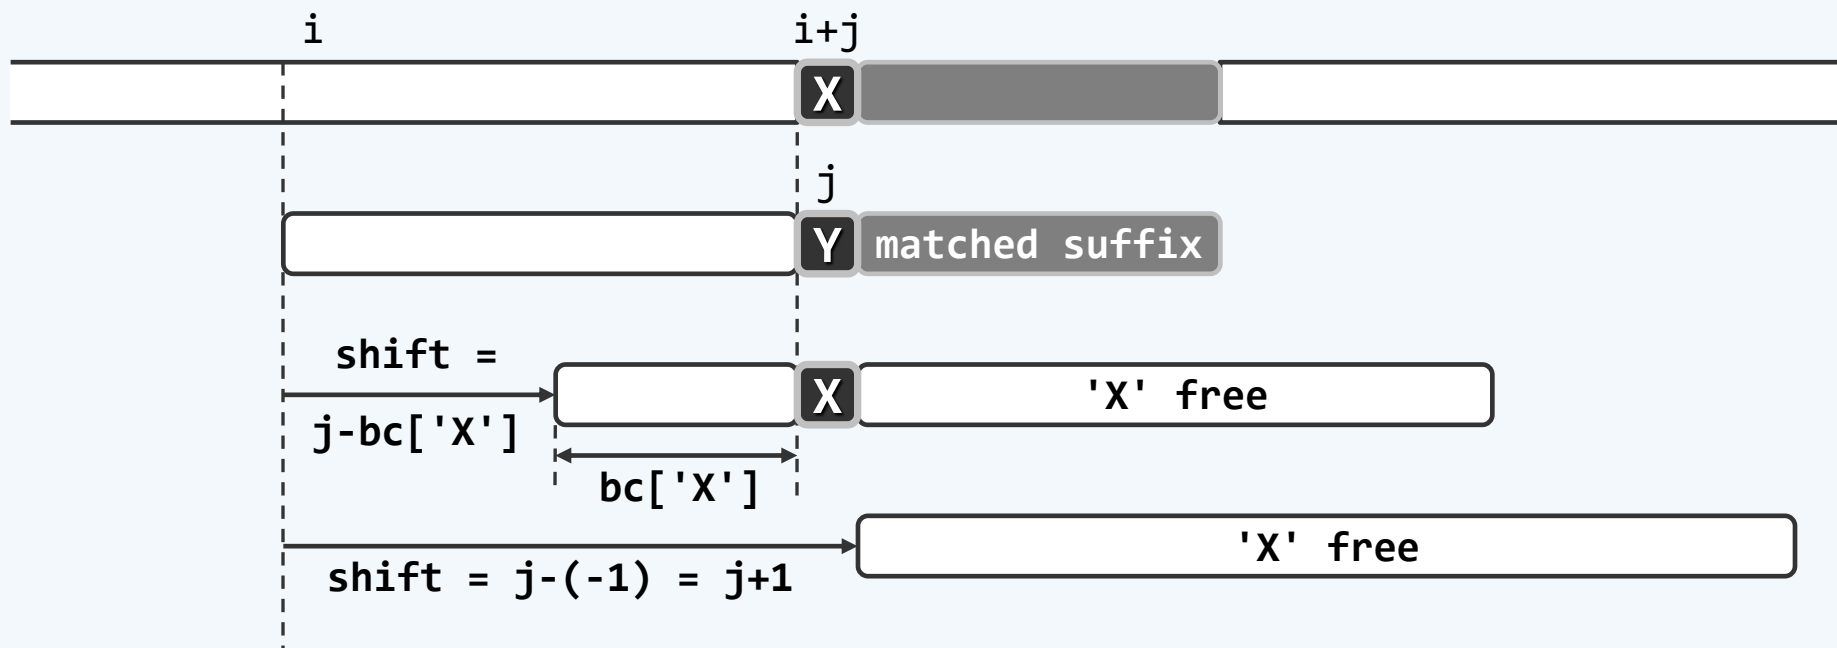 i i+j
X
j
Y matched suffix
shift =
X 'X' free
j-bc['X']
bc['X']
'X' free
shift = j-(-1) = j+1